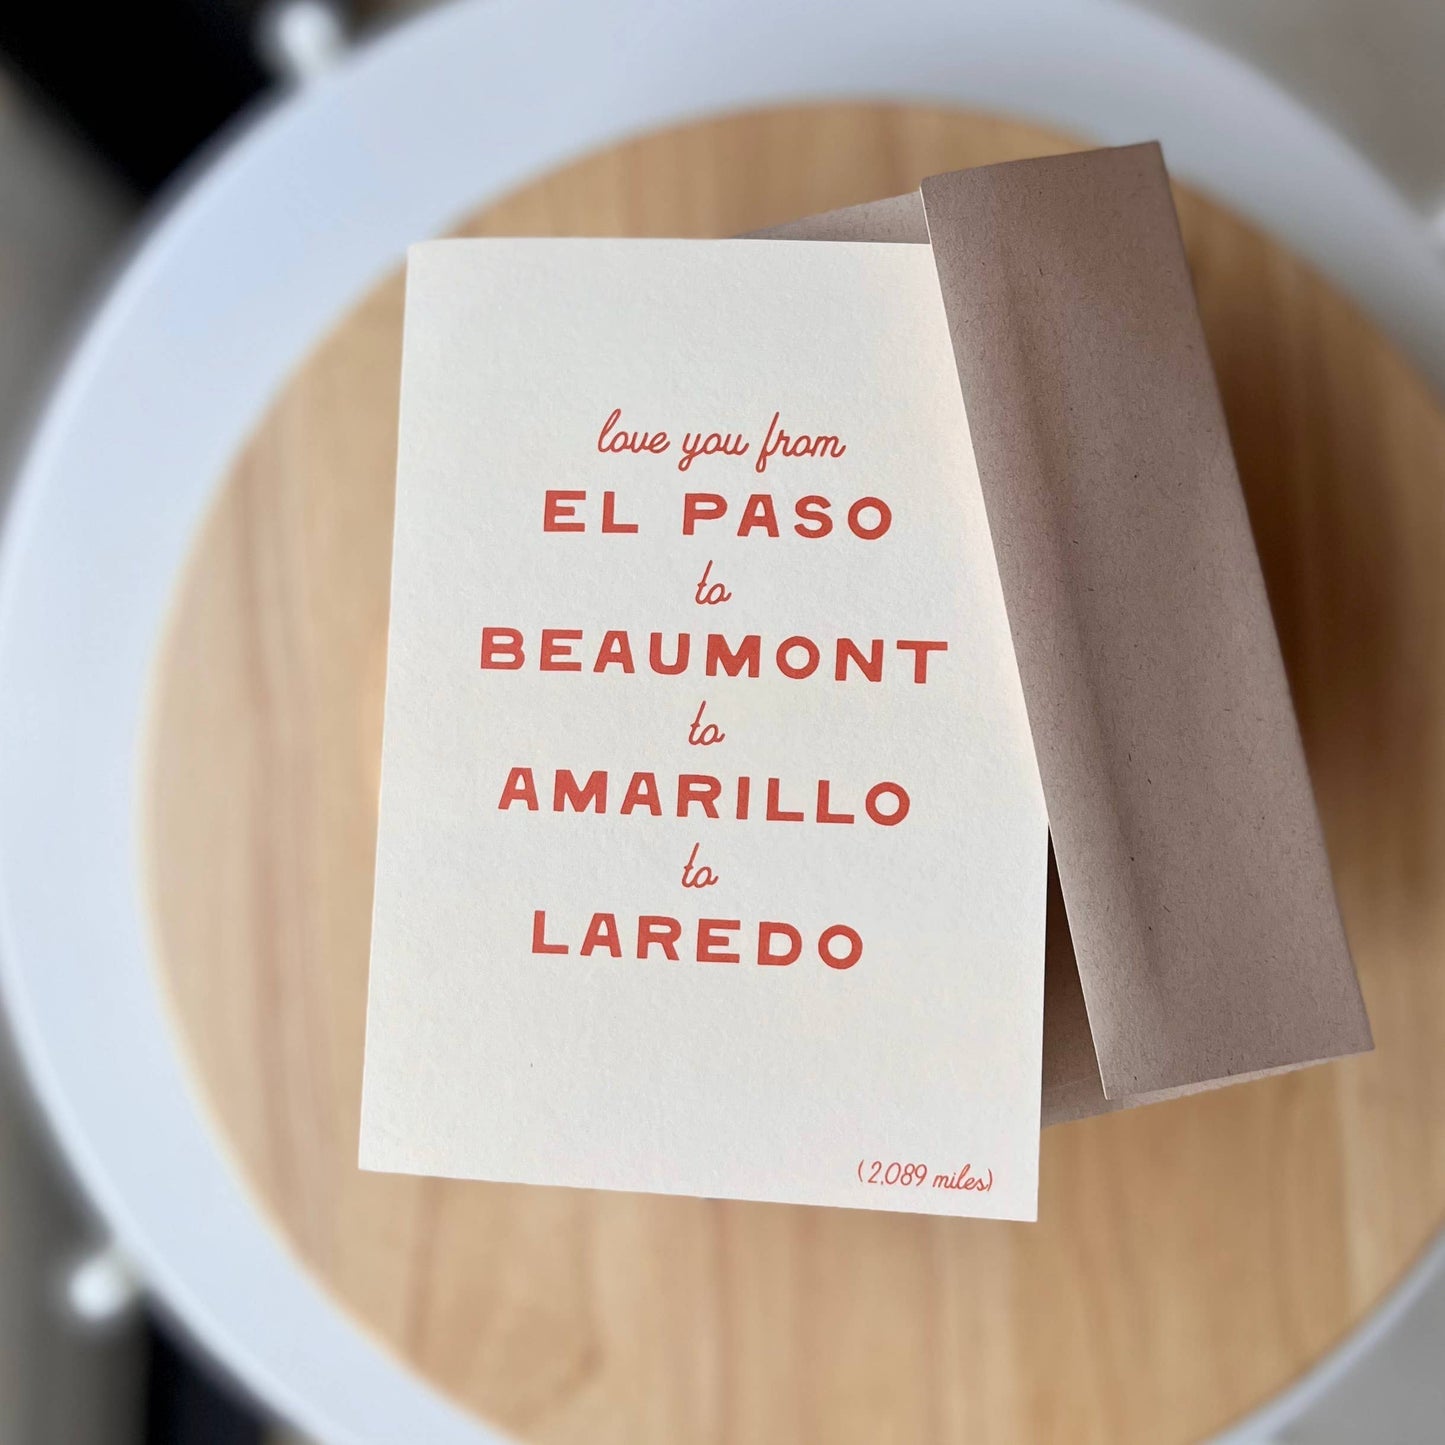 love you from
EL PASO
to
BEAUMONT
to
AMARILLO
to
LAREDO
(2,089 miles)